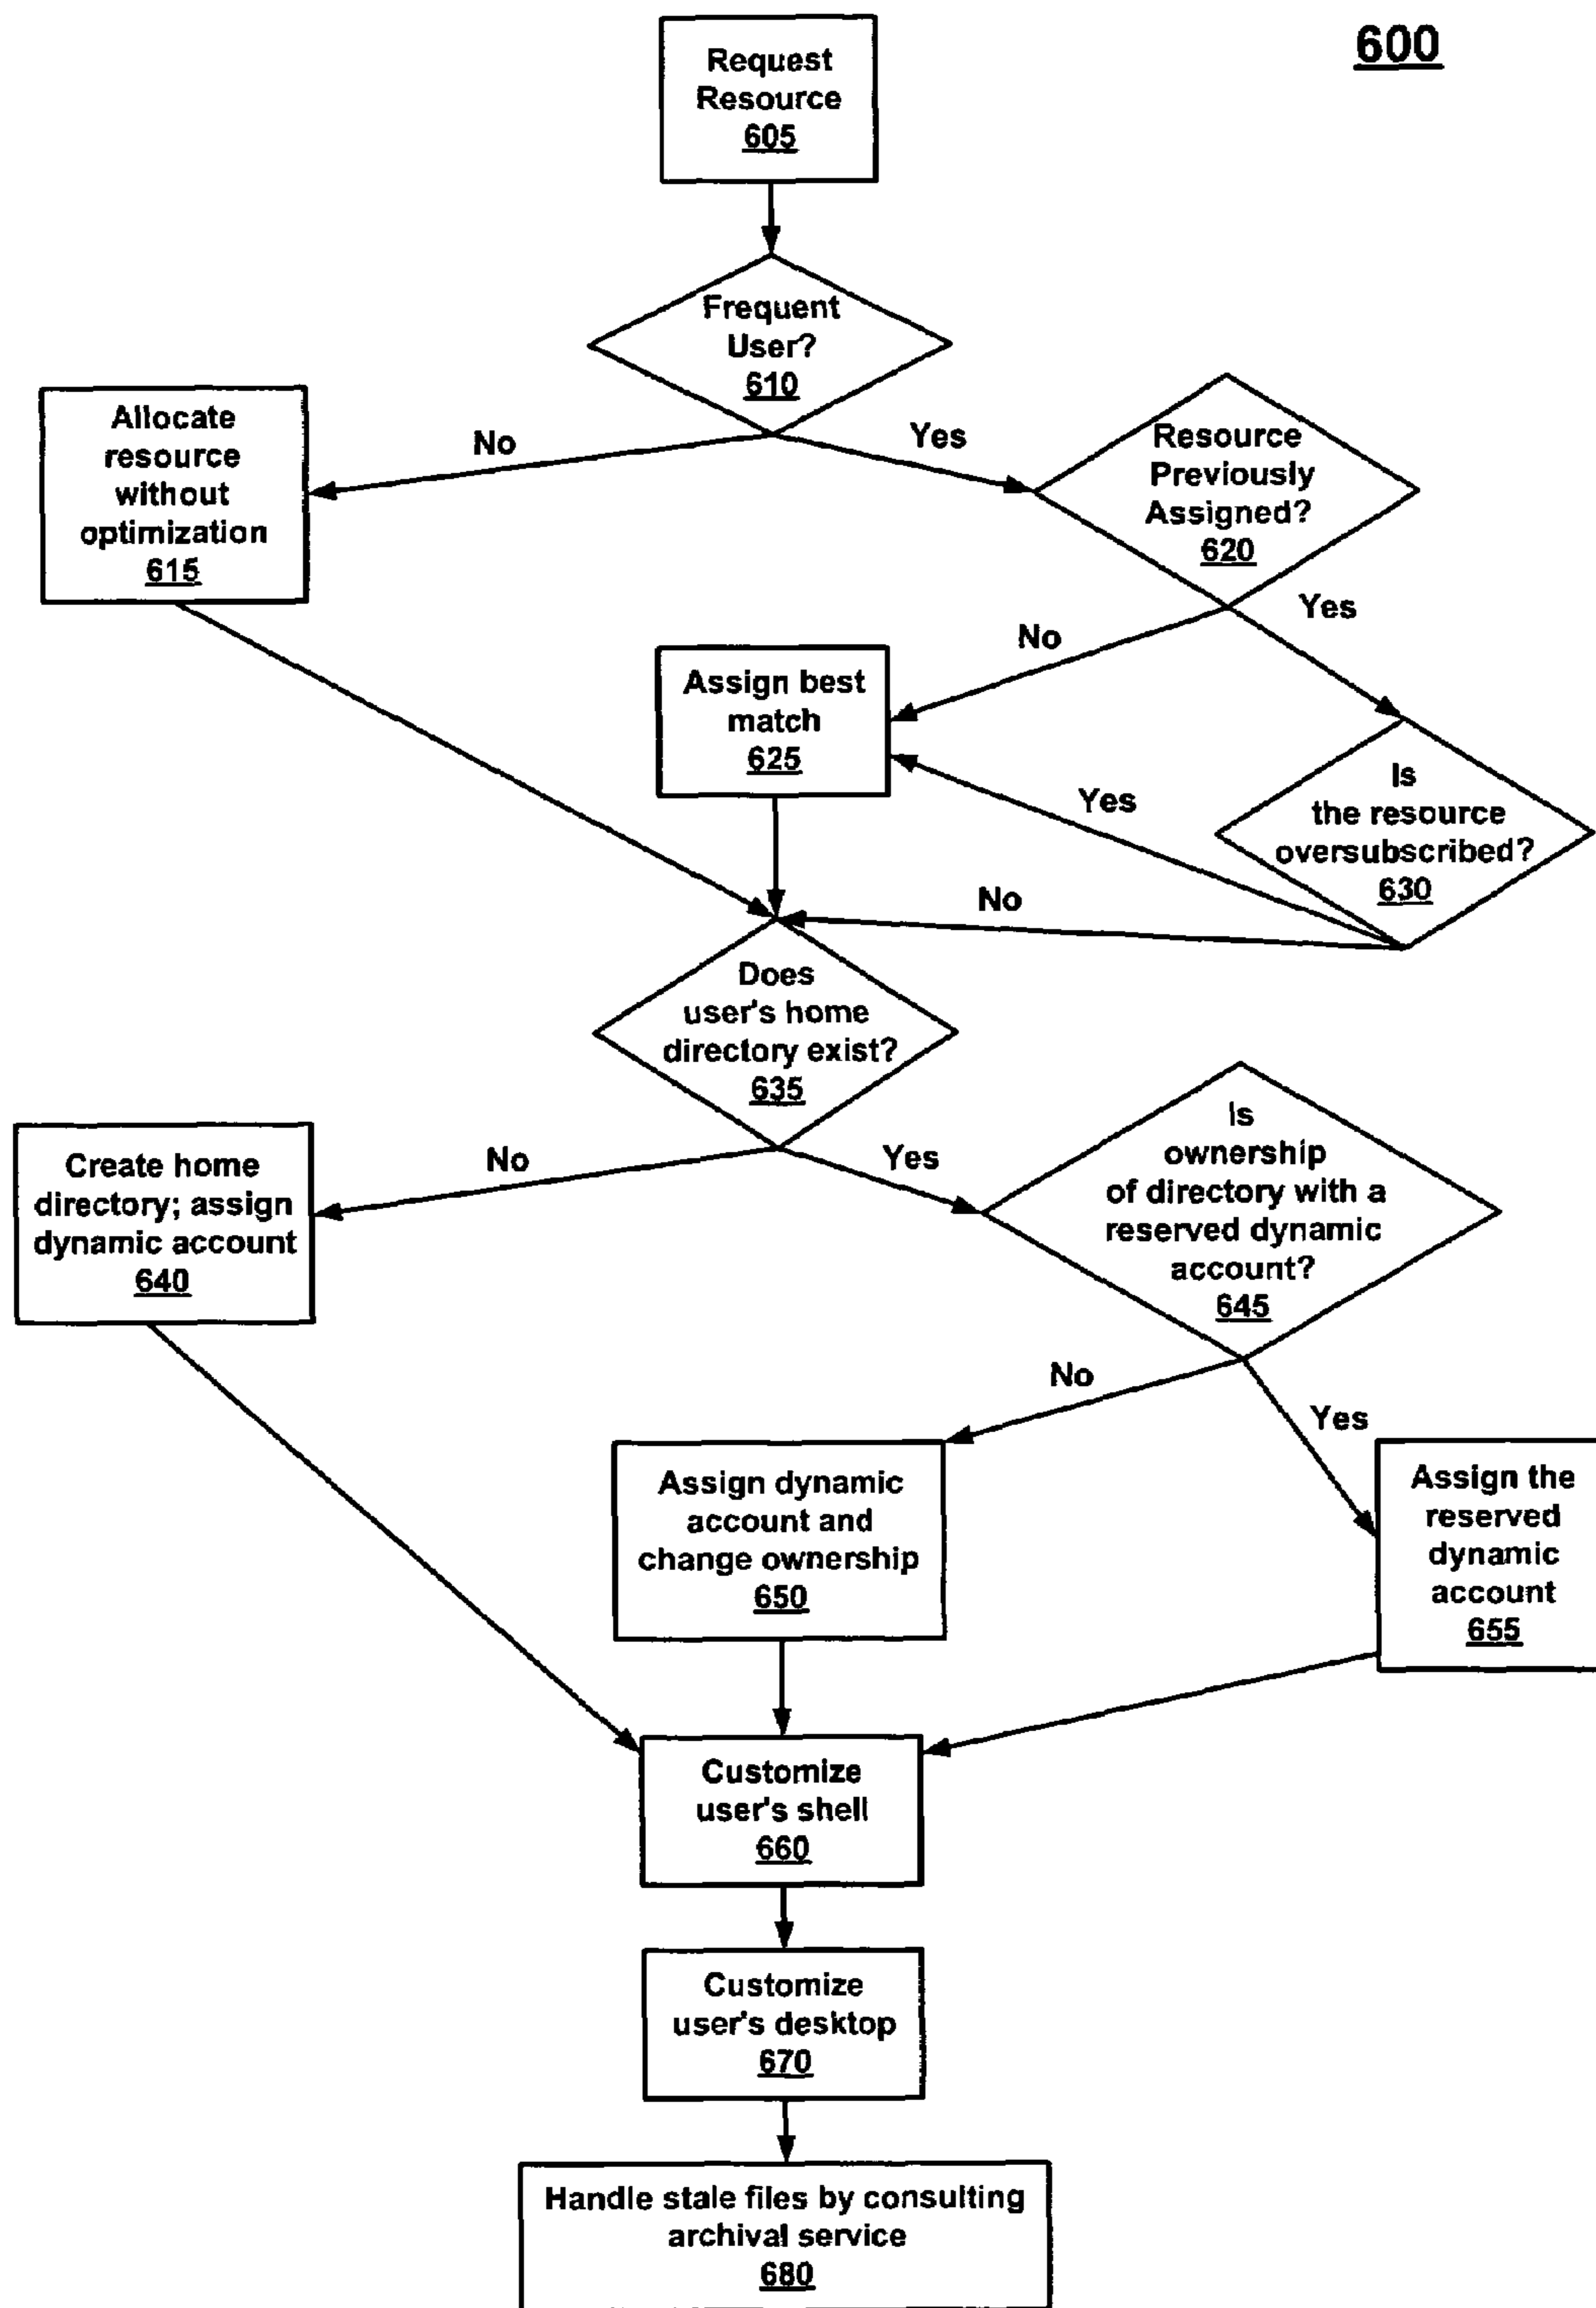 600
Request
Resource
605
Frequent
User?
610
No
Yes
Allocate
resource
without
optimization
615
Resource
Previously
Assigned?
620
No
Yes
Assign best
match
625
Is
the resource
oversubscribed?
630
Yes
No
Does
user's home
directory exist?
635
No
Yes
Create home
directory; assign
dynamic account
640
Is
ownership
of directory with a
reserved dynamic
account?
645
No
Yes
Assign dynamic
account and
change ownership
650
Assign the
reserved
dynamic
account
655
Customize
user's shell
660
Customize
user's desktop
670
Handle stale files by consulting
archival service
680